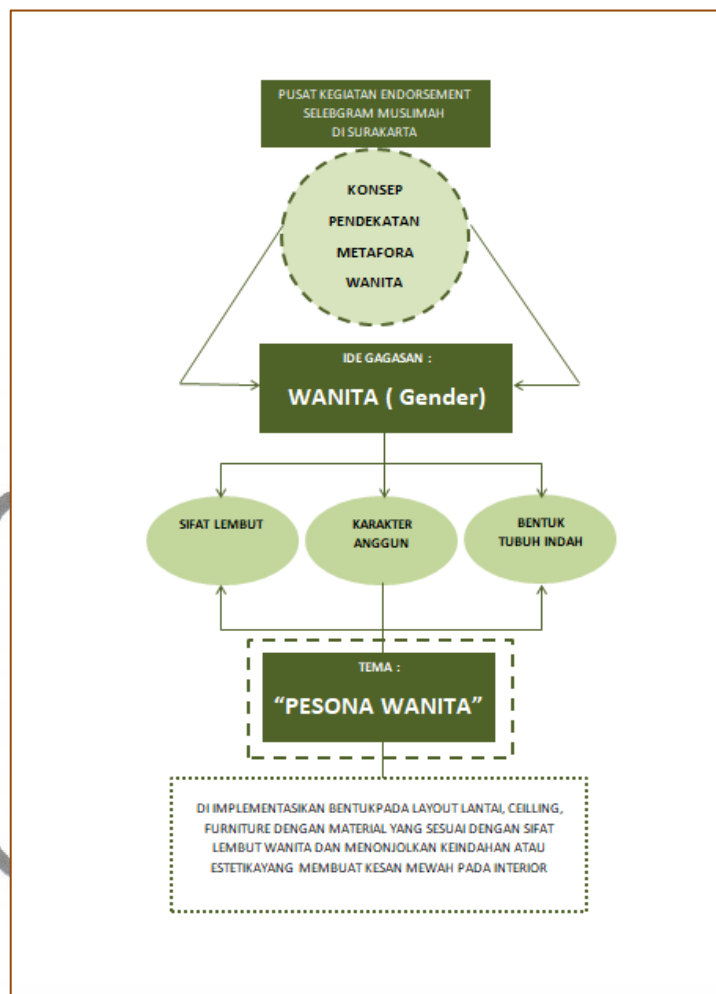 PUSAT KEGIATAN ENDORSEMENT
SELEBGRAM MUSLIMAH
DI SURAKARTA
KONSEP
PENDEKATAN
METAFORA
WANITA
IDE GAGASAN :
WANITA ( Gender)
SIFAT LEMBUT
KARAKTER
ANGGUN
BENTUK
TUBUH INDAH
TEMA :
“PESONA WANITA”
DI IMPLEMENTASIKAN BENTUKPADA LAYOUT LANTAI, CEILLING,
FURNITURE DENGAN MATERIAL YANG SESUAI DENGAN SIFAT
LEMBUT WANITA DAN MENONJOLKAN KEINDAHAN ATAU
ESTETIKAYANG MEMBUAT KESAN MEWAH PADA INTERIOR